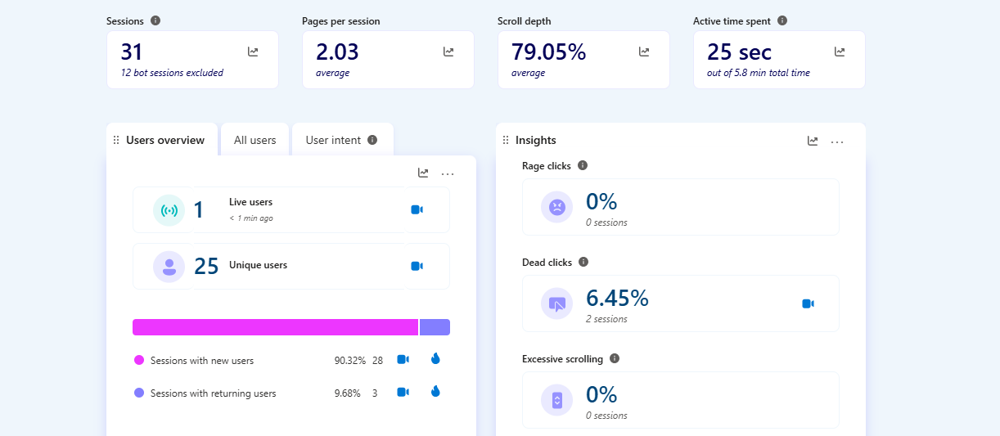 Sessions
31
12 bot sessions excluded
Pages per session
2.03
average
Scroll depth
79.05%
average
Active time spent
25 sec
out of 5.8 min total time
Users overview
All users
User intent
1
Live users
< 1 min ago
25
Unique users
Sessions with new users 90.32% 28
Sessions with returning users 9.68% 3
Insights
Rage clicks
0%
0 sessions
Dead clicks
6.45%
2 sessions
Excessive scrolling
0%
0 sessions